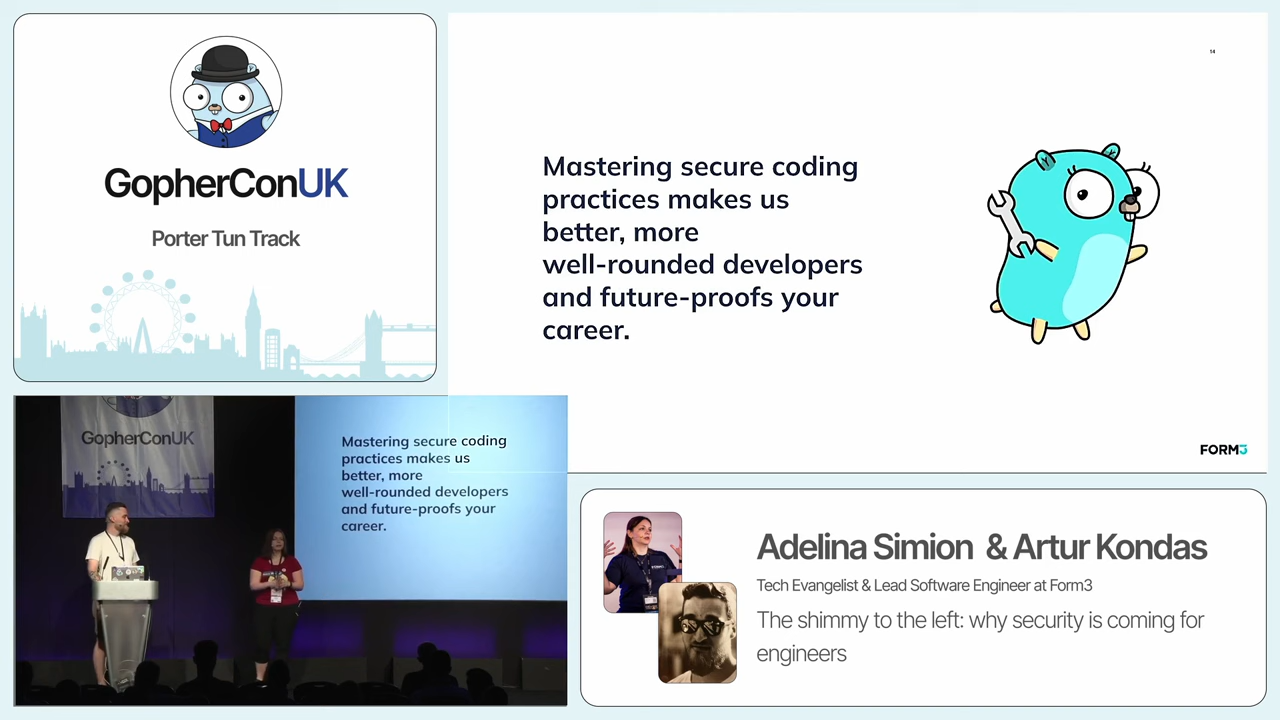 GopherConUK
Porter Tun Track
14
Mastering secure coding
practices makes us
better, more
well-rounded developers
and future-proofs your
career.
FORM3
GopherConUK
Mastering secure coding
practices makes us
better, more
well-rounded developers
and future-proofs your
career.
Adelina Simion & Artur Kondas
Tech Evangelist & Lead Software Engineer at Form3
The shimmy to the left: why security is coming for
engineers